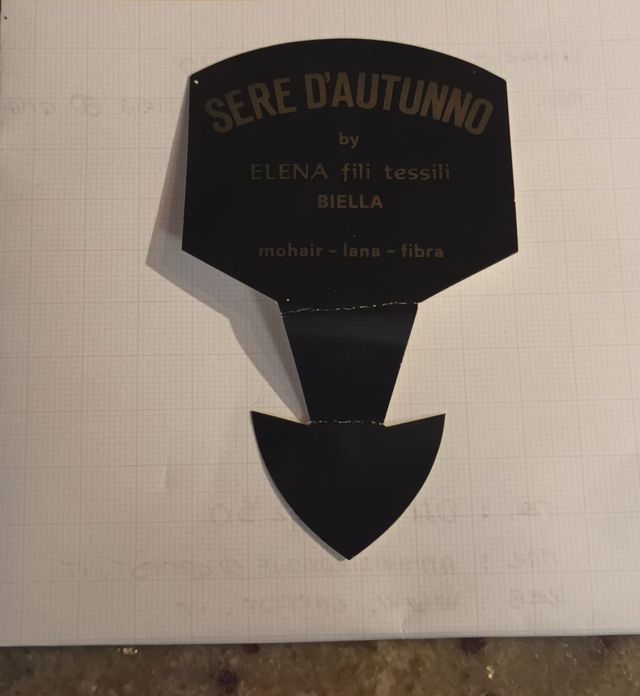 SERE D'AUTUNNO
by
ELENA fili tessili
BIELLA
mohair - lana - fibra